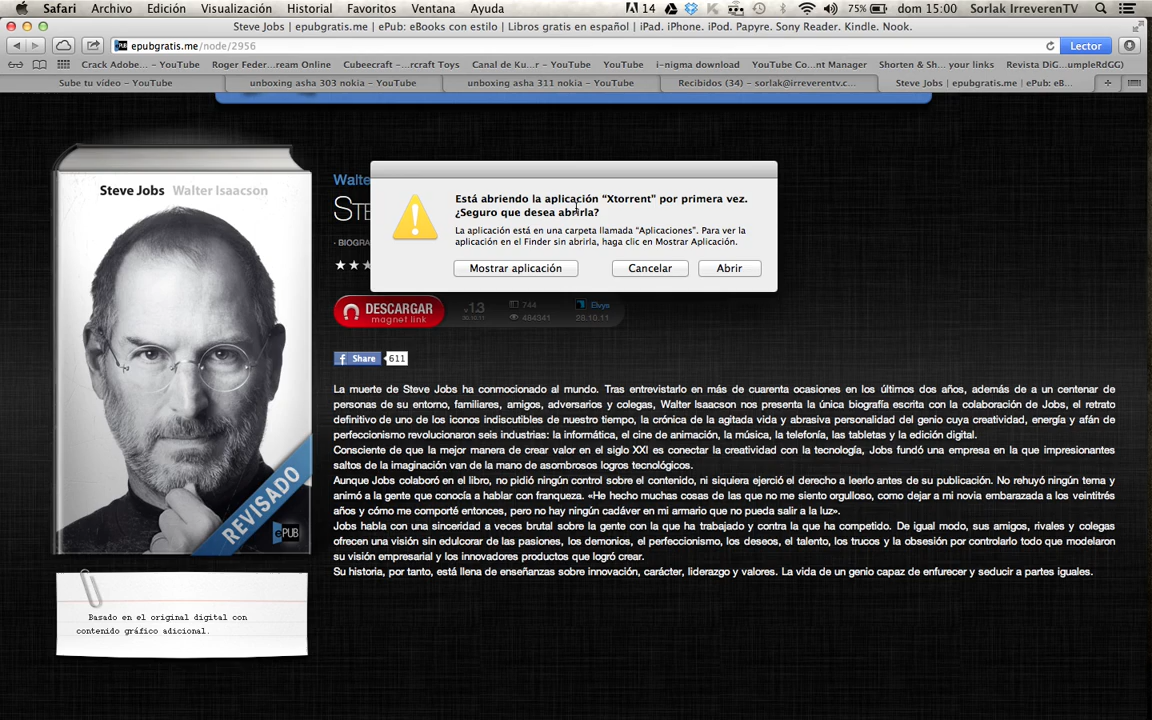 Safari Archivo Edición Visualización Historial Favoritos Ventana Ayuda 14 75% dom 15:00 Sorlak IrreverenTV
Steve Jobs | epubgratis.me | ePub: eBooks con estilo | Libros gratis en español | iPad. iPhone. iPod. Papyre. Sony Reader. Kindle. Nook.
epubgratis.me/node/2956 Lector
Crack Adobe... – YouTube Roger Feder...ream Online Cubeecraft -...rcraft Toys Canal de Ku...r - YouTube YouTube i-nigma download YouTube Co...nt Manager Shorten & Sh... your links Revista DiG...umpleRdGG)
Sube tu vídeo – YouTube unboxing asha 303 nokia – YouTube unboxing asha 311 nokia – YouTube Recibidos (34) – sorlak@irreverentv.c... Steve Jobs | epubgratis.me | ePub: eB...
Steve Jobs Walter Isaacson
REVISADO
ePUB
Basado en el original digital con
contenido gráfico adicional.
Walte
STE
· BIOGRA
Está abriendo la aplicación “Xtorrent” por primera vez.
¿Seguro que desea abrirla?
La aplicación está en una carpeta llamada “Aplicaciones”. Para ver la
aplicación en el Finder sin abrirla, haga clic en Mostrar Aplicación.
Mostrar aplicación Cancelar Abrir
DESCARGAR
magnet link
v 1.3
28.10.11
744
484341
Elvys
28.10.11
Share 611
La muerte de Steve Jobs ha conmocionado al mundo. Tras entrevistarlo en más de cuarenta ocasiones en los últimos dos años, además de a un centenar de
personas de su entorno, familiares, amigos, adversarios y colegas, Walter Isaacson nos presenta la única biografía escrita con la colaboración de Jobs, el retrato
definitivo de uno de los iconos indiscutibles de nuestro tiempo, la crónica de la agitada vida y abrasiva personalidad del genio cuya creatividad, energía y afán de
perfeccionismo revolucionaron seis industrias: la informática, el cine de animación, la música, la telefonía, las tabletas y la edición digital.
Consciente de que la mejor manera de crear valor en el siglo XXI es conectar la creatividad con la tecnología, Jobs fundó una empresa en la que impresionantes
saltos de la imaginación van de la mano de asombrosos logros tecnológicos.
Aunque Jobs colaboró en el libro, no pidió ningún control sobre el contenido, ni siquiera ejerció el derecho a leerlo antes de su publicación. No rehuyó ningún tema y
animó a la gente que conocía a hablar con franqueza. «He hecho muchas cosas de las que no me siento orgulloso, como dejar a mi novia embarazada a los veintitrés
años y cómo me comporté entonces, pero no hay ningún cadáver en mi armario que no pueda salir a la luz».
Jobs habla con una sinceridad a veces brutal sobre la gente con la que ha trabajado y contra la que ha competido. De igual modo, sus amigos, rivales y colegas
ofrecen una visión sin edulcorar de las pasiones, los demonios, el perfeccionismo, los deseos, el talento, los trucos y la obsesión por controlarlo todo que modelaron
su visión empresarial y los innovadores productos que logró crear.
Su historia, por tanto, está llena de enseñanzas sobre innovación, carácter, liderazgo y valores. La vida de un genio capaz de enfurecer y seducir a partes iguales.